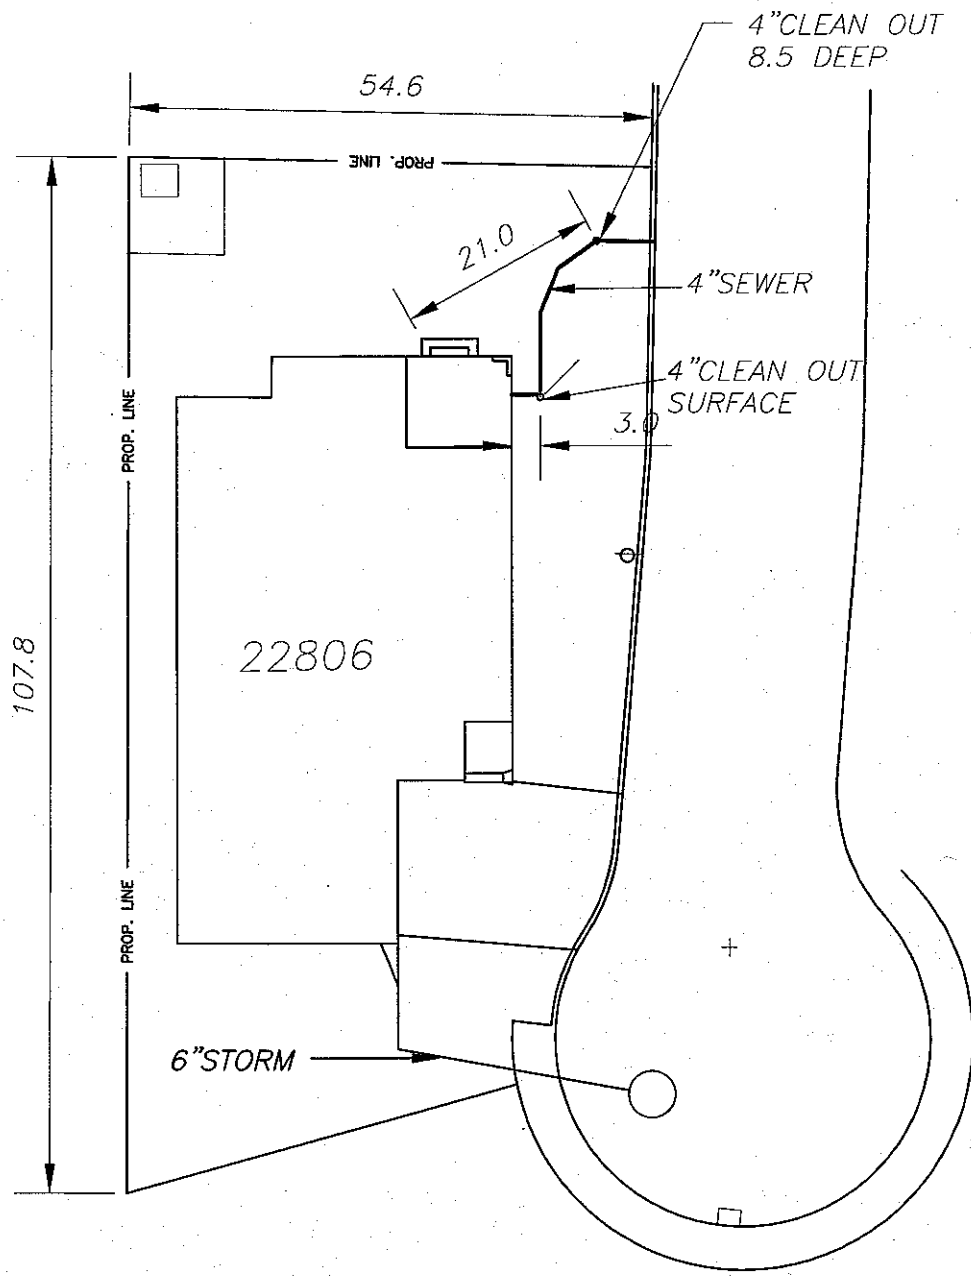 4"CLEAN OUT
8.5 DEEP
54.6
PROP. LINE
21.0
4"SEWER
4"CLEAN OUT
SURFACE
3.0
PROP. LINE
22806
107.8
PROP. LINE
6"STORM